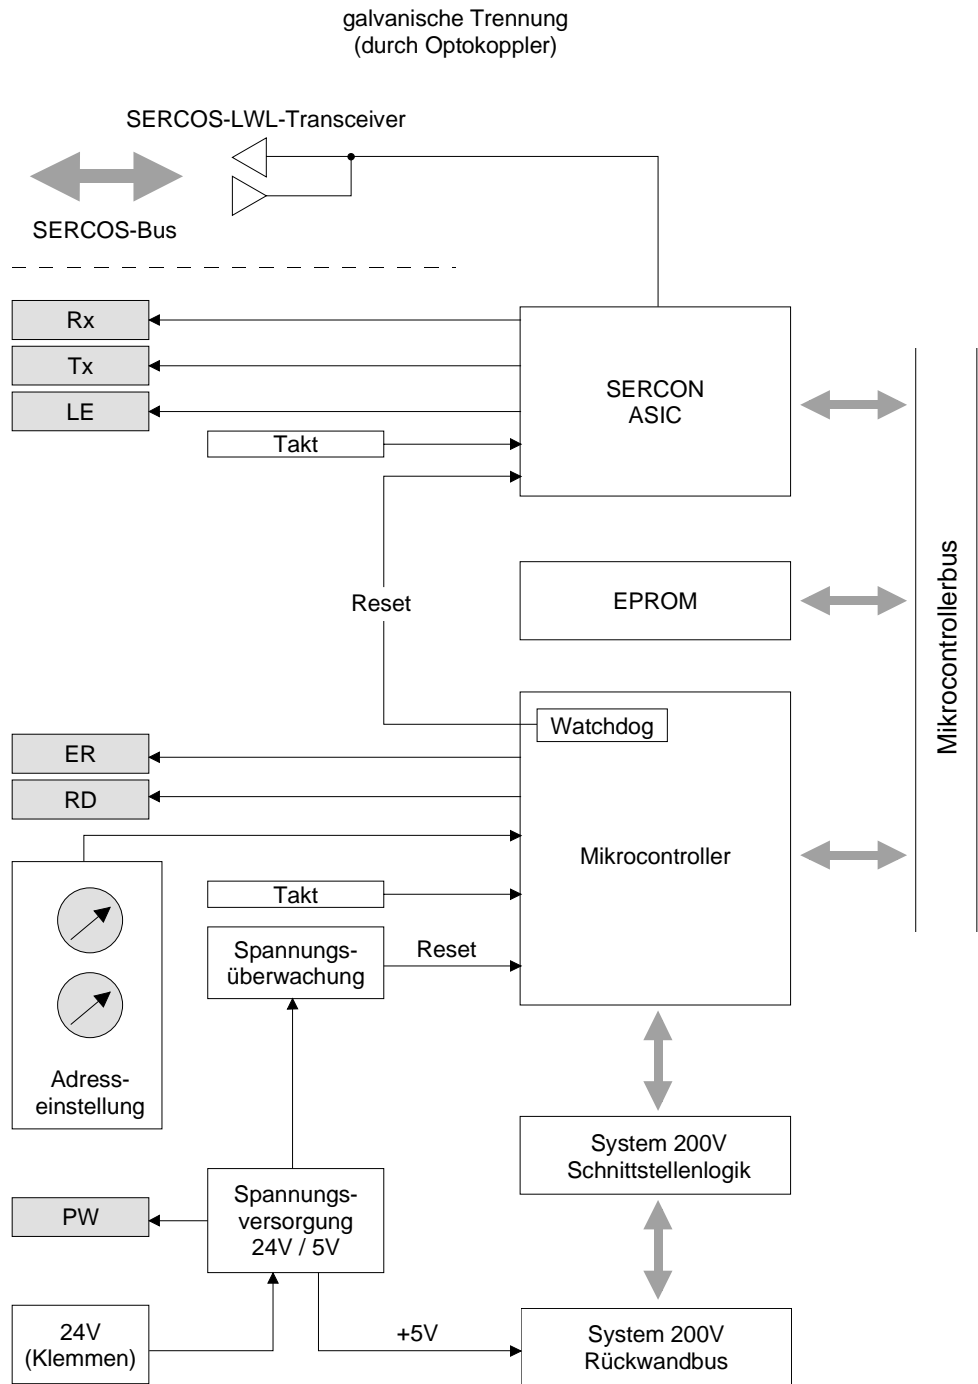 galvanische Trennung
(durch Optokoppler)
SERCOS-LWL-Transceiver
SERCOS-Bus
Rx
Tx
LE
Takt
SERCON
ASIC
Reset
EPROM
Mikrocontrollerbus
Watchdog
ER
RD
Mikrocontroller
Takt
Spannungs-
überwachung
Reset
Adress-
einstellung
System 200V
Schnittstellenlogik
PW
Spannungs-
versorgung
24V / 5V
24V
(Klemmen)
+5V
System 200V
Rückwandbus